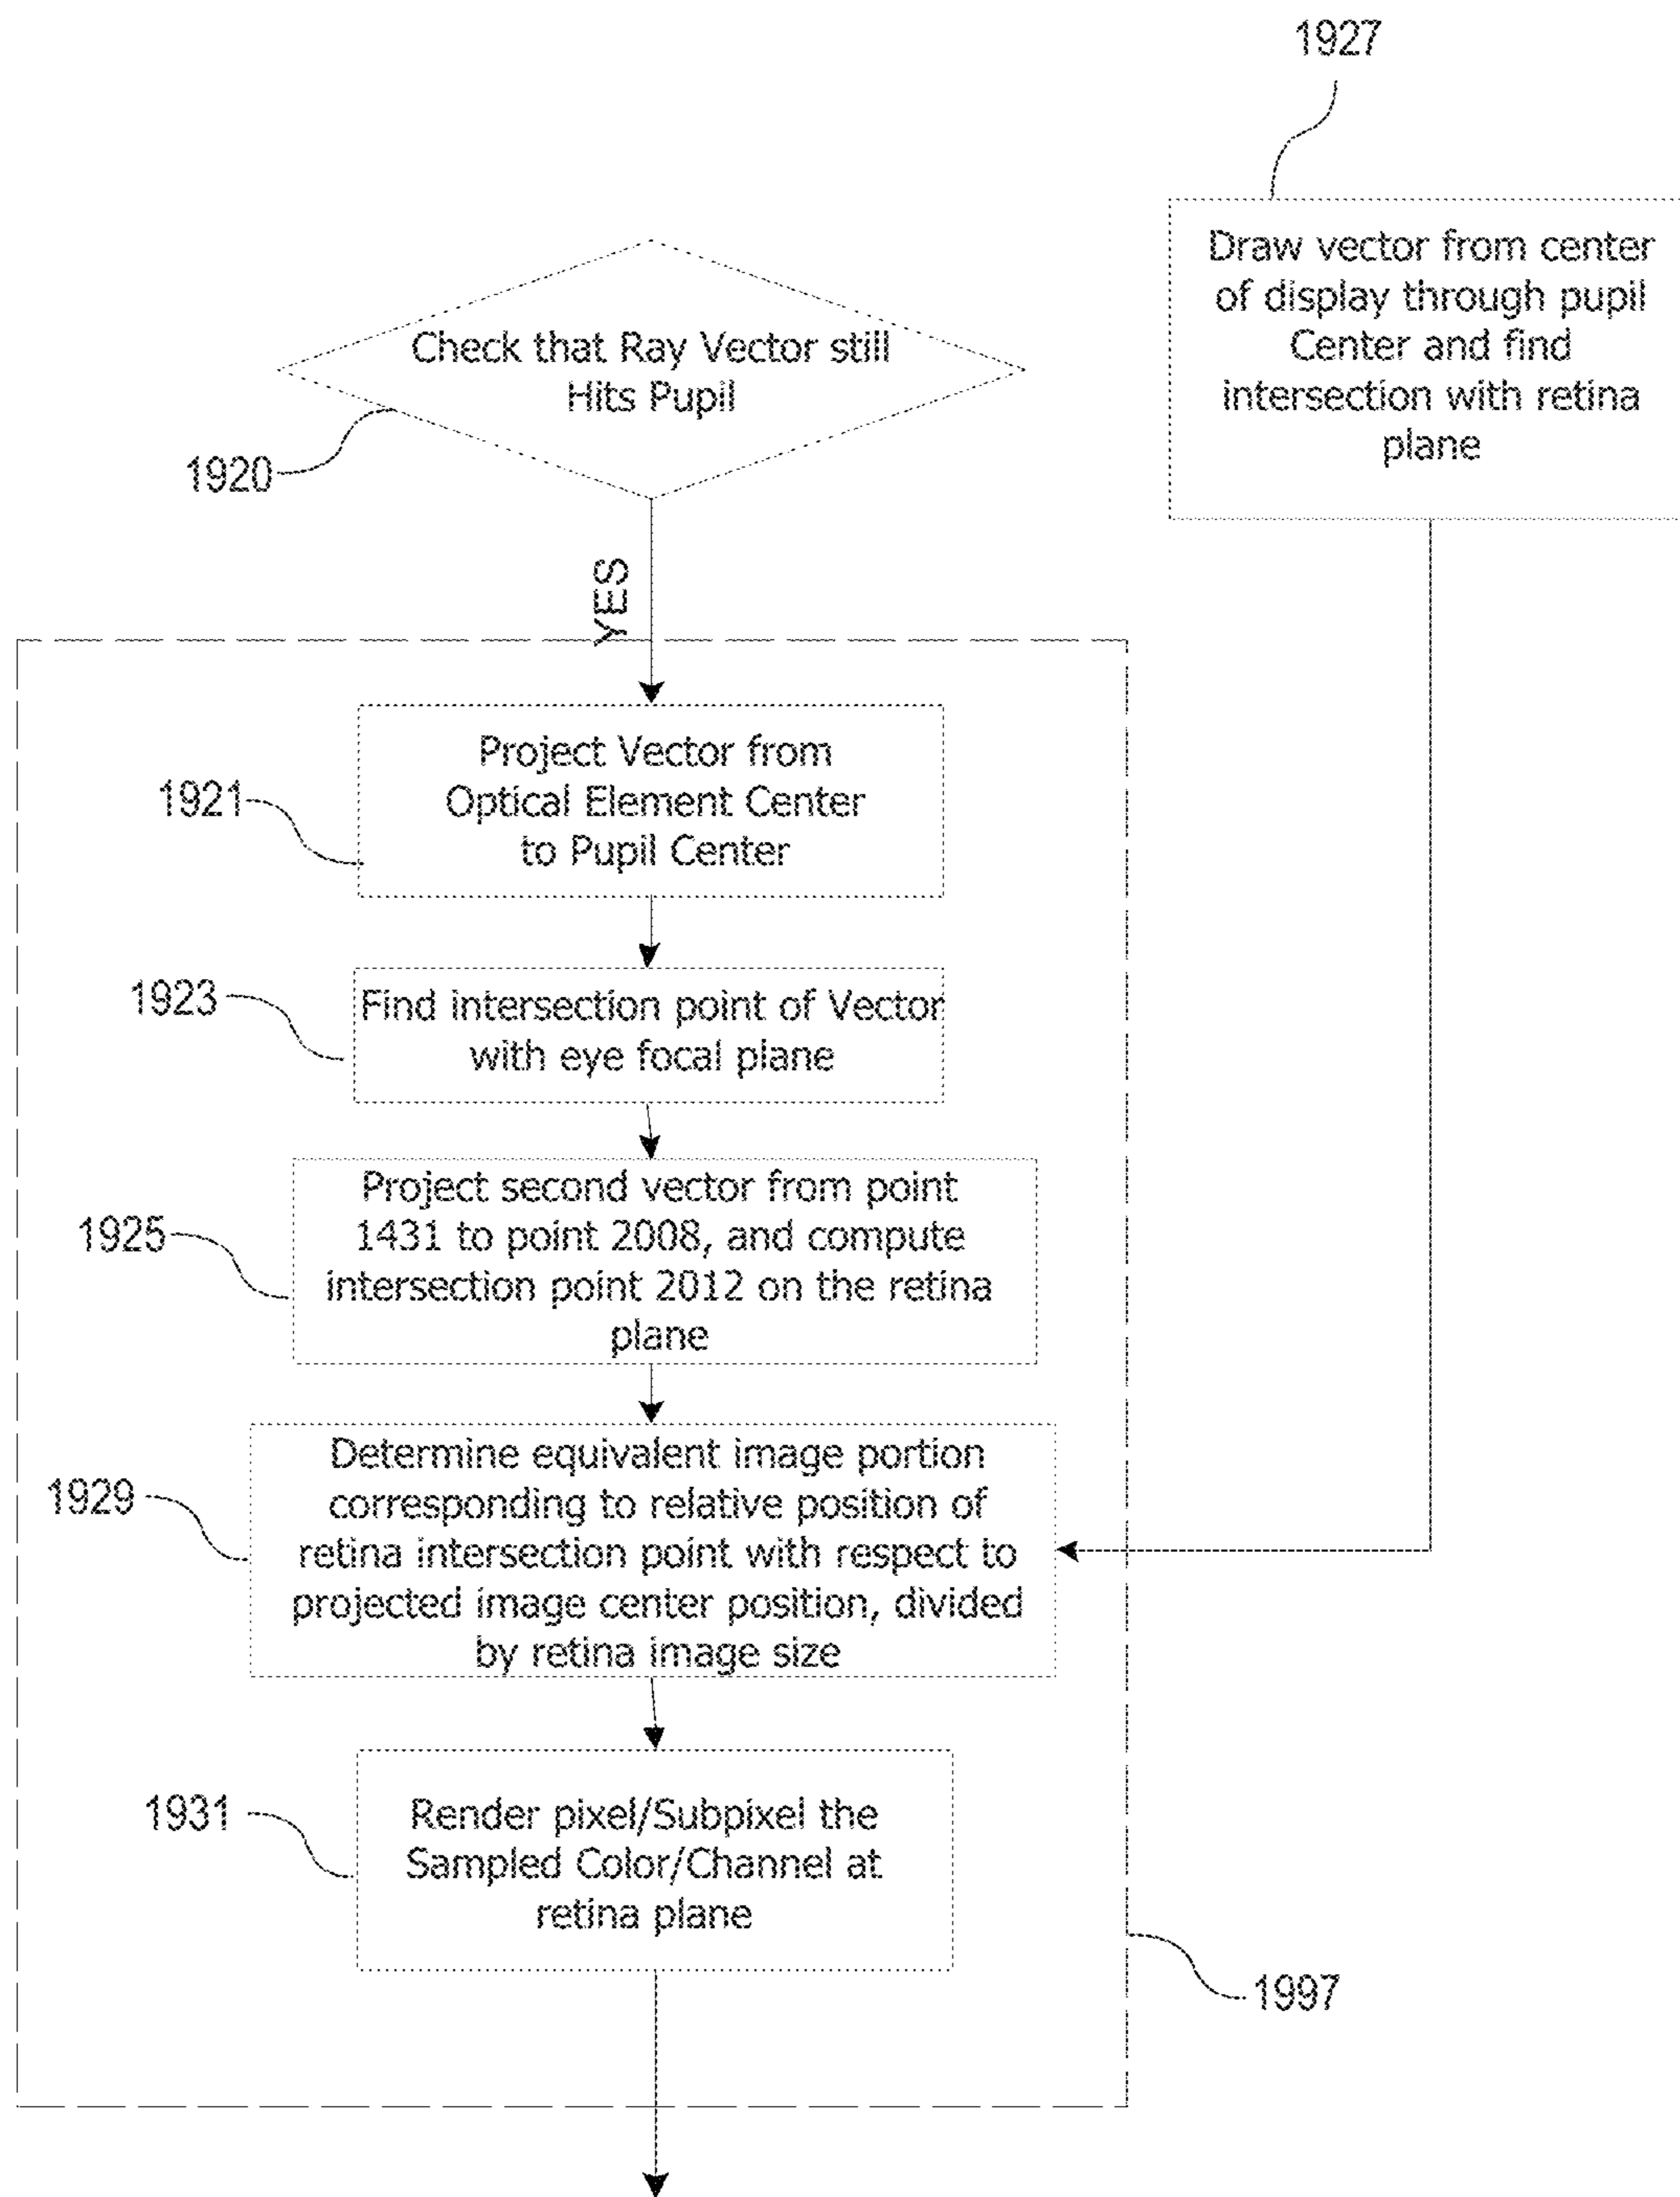 1927
Draw vector from center
of display through pupil
Center and find
intersection with retina
plane
Check that Ray Vector still
Hits Pupil
1920
YES
Project Vector from
Optical Element Center
to Pupil Center
1921
1923
Find intersection point of Vector
with eye focal plane
Project second vector from point
1431 to point 2008, and compute
intersection point 2012 on the retina
plane
1925
Determine equivalent image portion
corresponding to relative position of
retina intersection point with respect to
projected image center position, divided
by retina image size
1929
1931
Render pixel/Subpixel the
Sampled Color/Channel at
retina plane
1997